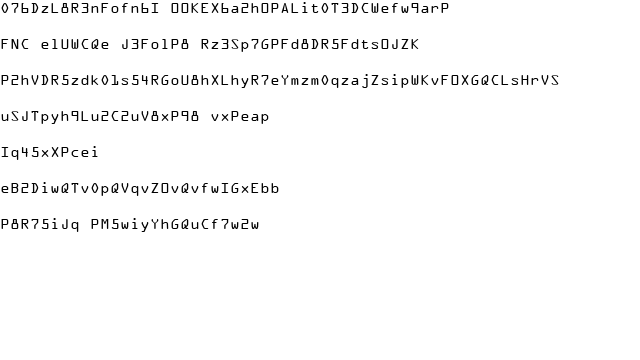 076DzL8R3nFofn6I OOKEX6a2hOPALit0T3DCWefw9arP
FNC elUWCQe J3FolP8 Rz3Sp7GPFd8DR5FdtsOJZK
P2hVDR5zdk01s54RGoU8hXLhyR7eYmzm0qzajZsipWKvFOXGQCLsHrVS
uSJTpyh9Lu2C2uV8xP98 vxPeap
Iq45xXPcei
eB2DiwQTv0pQVqvZOvQvfwIGxEbb
P8R75iJq PM5wiyYhGQuCf7w2w